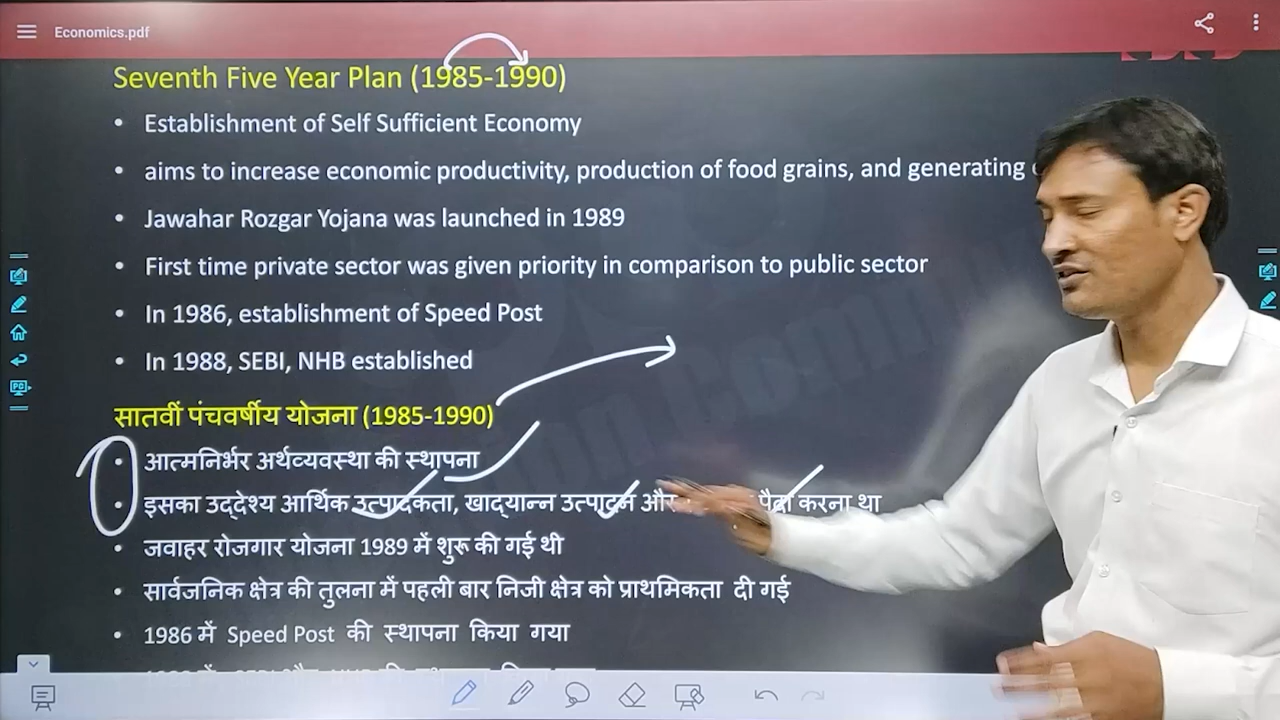 Economics.pdf
Seventh Five Year Plan (1985-1990)
• Establishment of Self Sufficient Economy
• aims to increase economic productivity, production of food grains, and generating
• Jawahar Rozgar Yojana was launched in 1989
• First time private sector was given priority in comparison to public sector
• In 1986, establishment of Speed Post
• In 1988, SEBI, NHB established
सातवीं पंचवर्षीय योजना (1985-1990)
• आत्मनिर्भर अर्थव्यवस्था की स्थापना
• इसका उद्देश्य आर्थिक उत्पादकता, खाद्यान्न उत्पादन और पैदा करना था
• जवाहर रोजगार योजना 1989 में शुरू की गई थी
• सार्वजनिक क्षेत्र की तुलना में पहली बार निजी क्षेत्र को प्राथमिकता दी गई
• 1986 में Speed Post की स्थापना किया गया